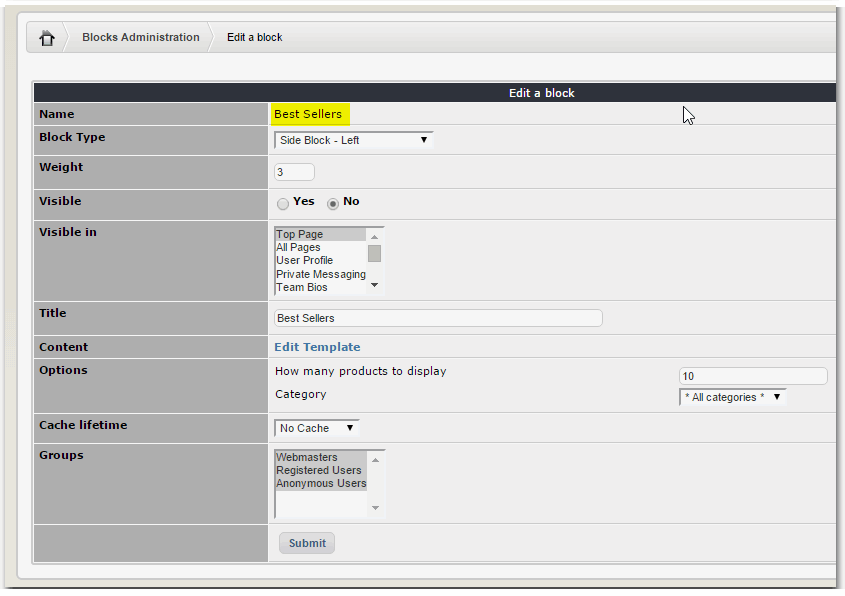 Blocks Administration Edit a block
Edit a block
Name Best Sellers
Block Type Side Block - Left
Weight 3
Visible Yes No
Visible in Top Page
All Pages
User Profile
Private Messaging
Team Bios
Title Best Sellers
Content Edit Template
Options How many products to display 10
Category * All categories *
Cache lifetime No Cache
Groups Webmasters
Registered Users
Anonymous Users
Submit